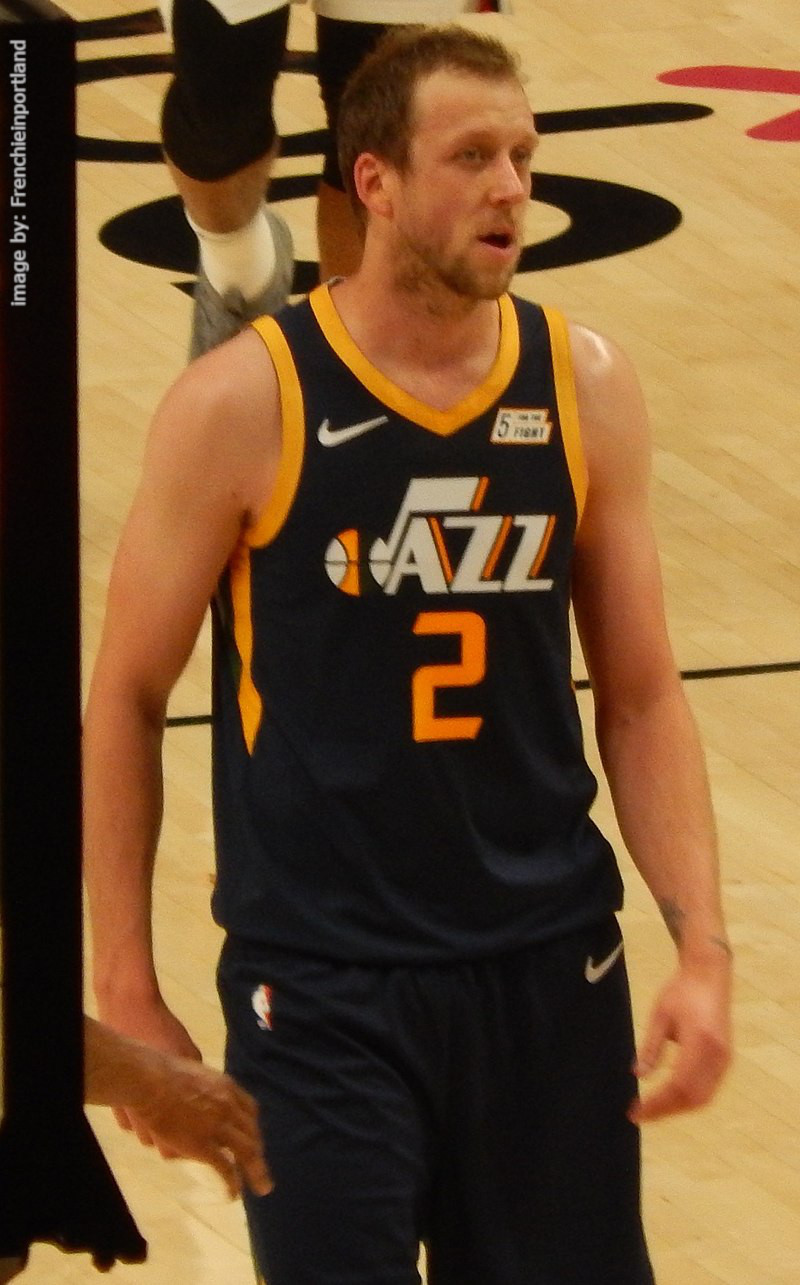 image by: Frenchieinportland
5 FOR THE
FIGHT
JAZZ
2